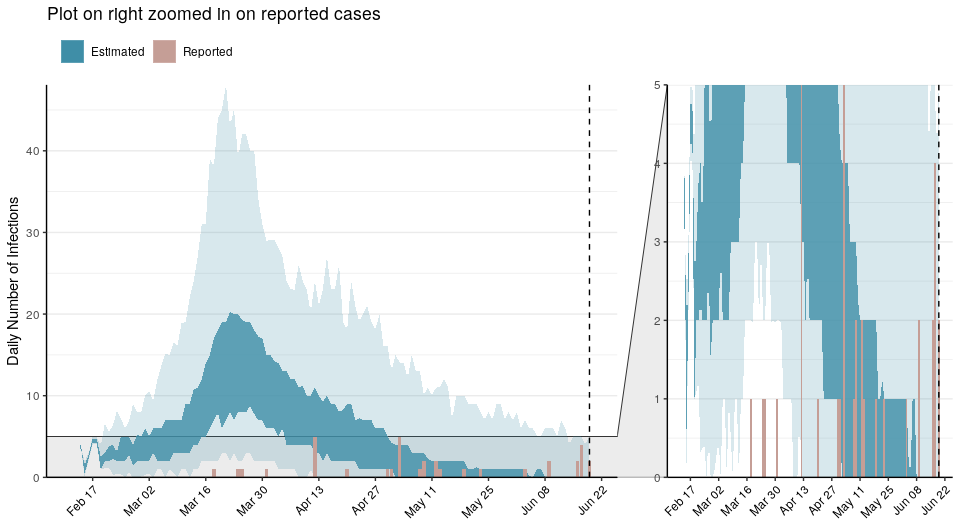 Plot on right zoomed in on reported cases
Estimated Reported
Daily Number of Infections
40
30
20
10
0
Feb 17 Mar 02 Mar 16 Mar 30 Apr 13 Apr 27 May 11 May 25 Jun 08 Jun 22
5
4
3
2
1
0
Feb 17 Mar 02 Mar 16 Mar 30 Apr 13 Apr 27 May 11 May 25 Jun 08 Jun 22